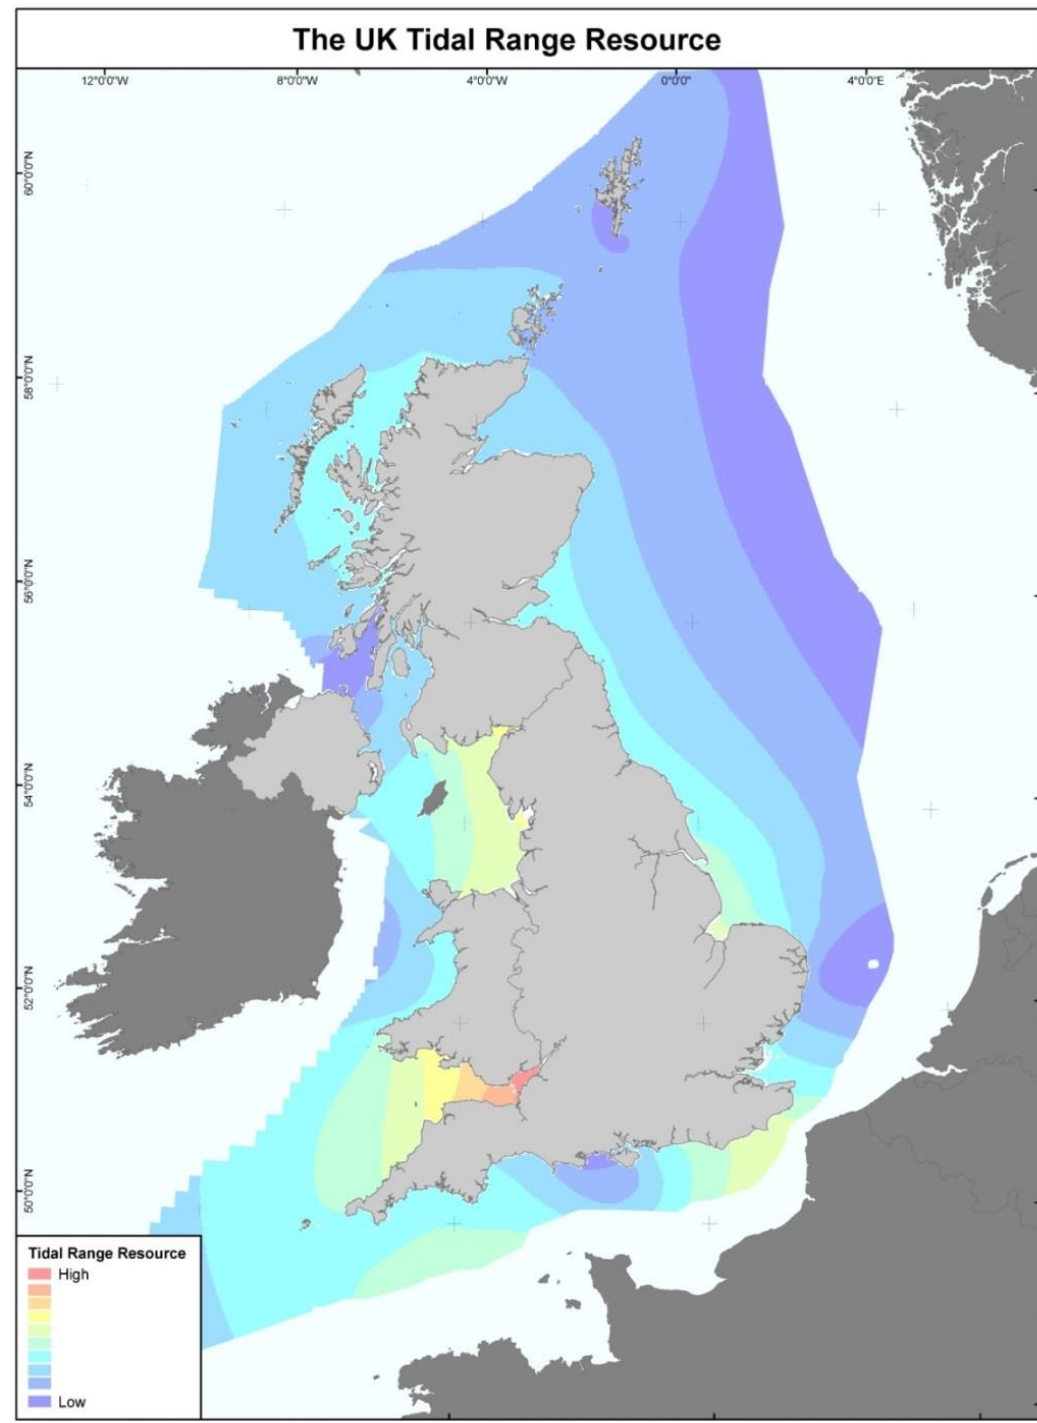 The UK Tidal Range Resource
12°0'0"W 8°0'0"W 4°0'0"W 0°0'0" 4°0'0"E
60°0'0"N
58°0'0"N
56°0'0"N
54°0'0"N
52°0'0"N
50°0'0"N
Tidal Range Resource
High
Low